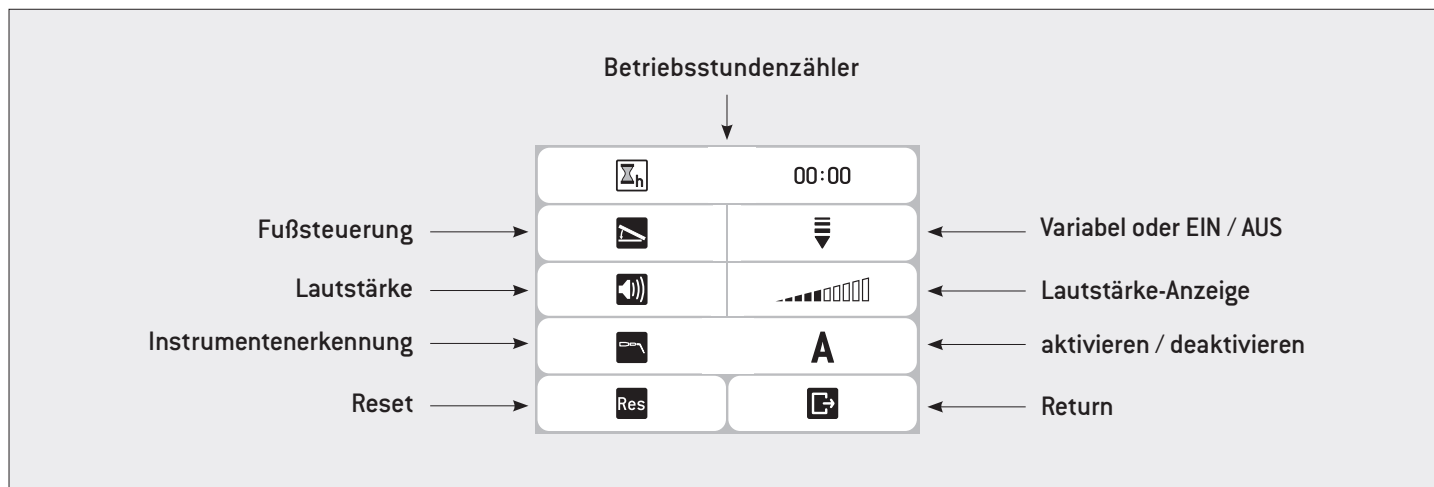 Betriebsstundenzähler
h 00:00
Fußsteuerung Variabel oder EIN / AUS
Lautstärke Lautstärke-Anzeige
Instrumentenerkennung A aktivieren / deaktivieren
Reset Res Return